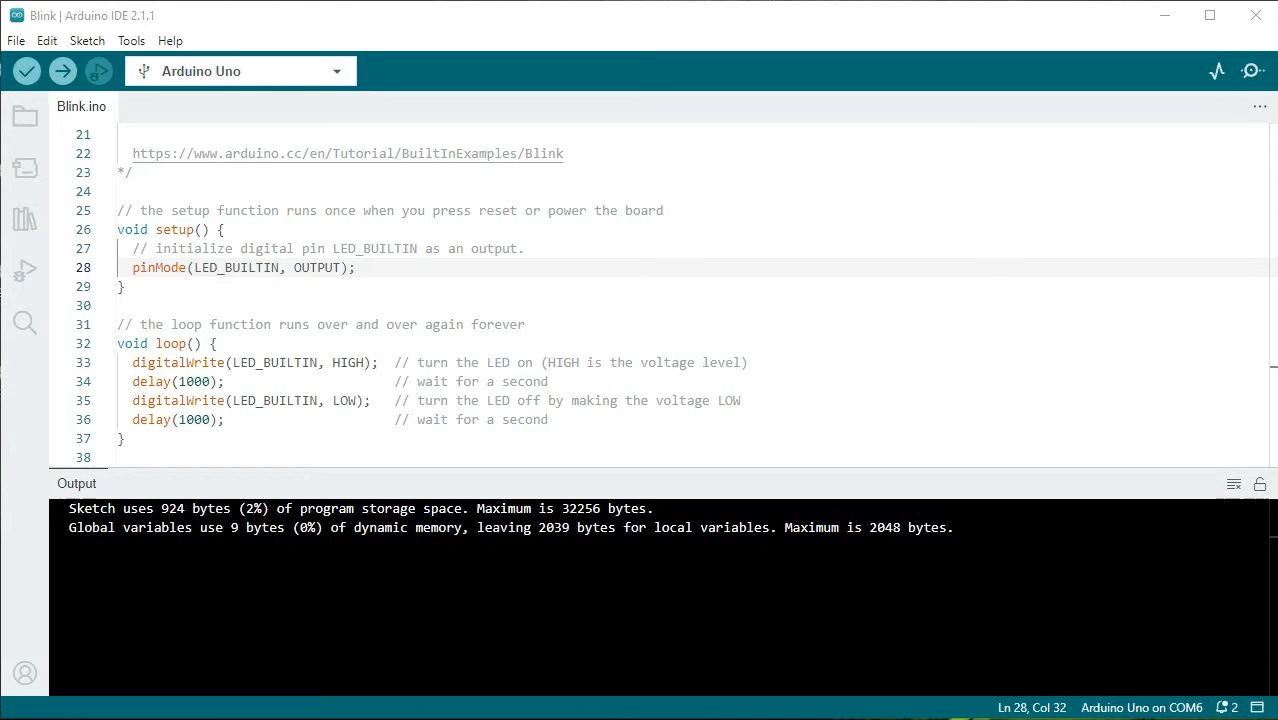 Blink | Arduino IDE 2.1.1
File Edit Sketch Tools Help
Arduino Uno
Blink.ino
21
22 https://www.arduino.cc/en/Tutorial/BuiltInExamples/Blink
23 */
24
25 // the setup function runs once when you press reset or power the board
26 void setup() {
27 // initialize digital pin LED_BUILTIN as an output.
28 pinMode(LED_BUILTIN, OUTPUT);
29 }
30
31 // the loop function runs over and over again forever
32 void loop() {
33 digitalWrite(LED_BUILTIN, HIGH); // turn the LED on (HIGH is the voltage level)
34 delay(1000); // wait for a second
35 digitalWrite(LED_BUILTIN, LOW); // turn the LED off by making the voltage LOW
36 delay(1000); // wait for a second
37 }
38
Output
Sketch uses 924 bytes (2%) of program storage space. Maximum is 32256 bytes.
Global variables use 9 bytes (0%) of dynamic memory, leaving 2039 bytes for local variables. Maximum is 2048 bytes.
Ln 28, Col 32 Arduino Uno on COM6 2